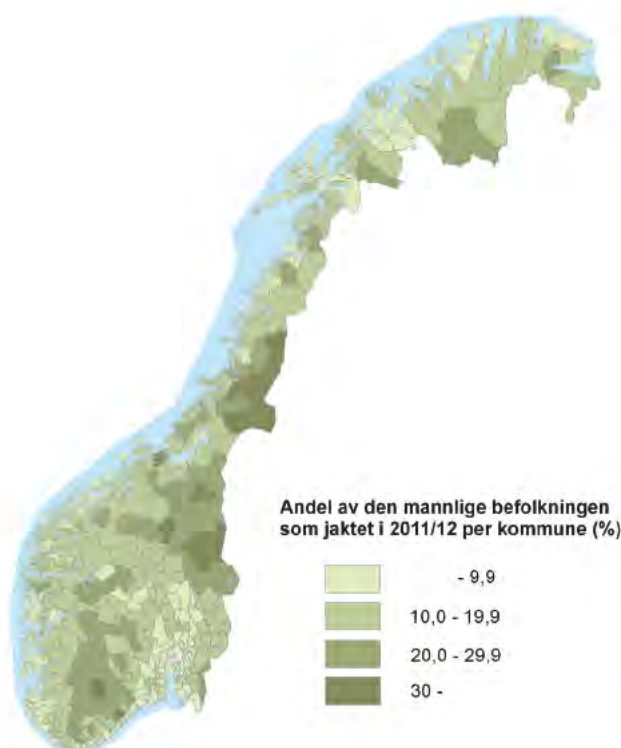 Andel av den mannlige befolkningen
som jaktet i 2011/12 per kommune (%)
- 9,9
10,0 - 19,9
20,0 - 29,9
30 -